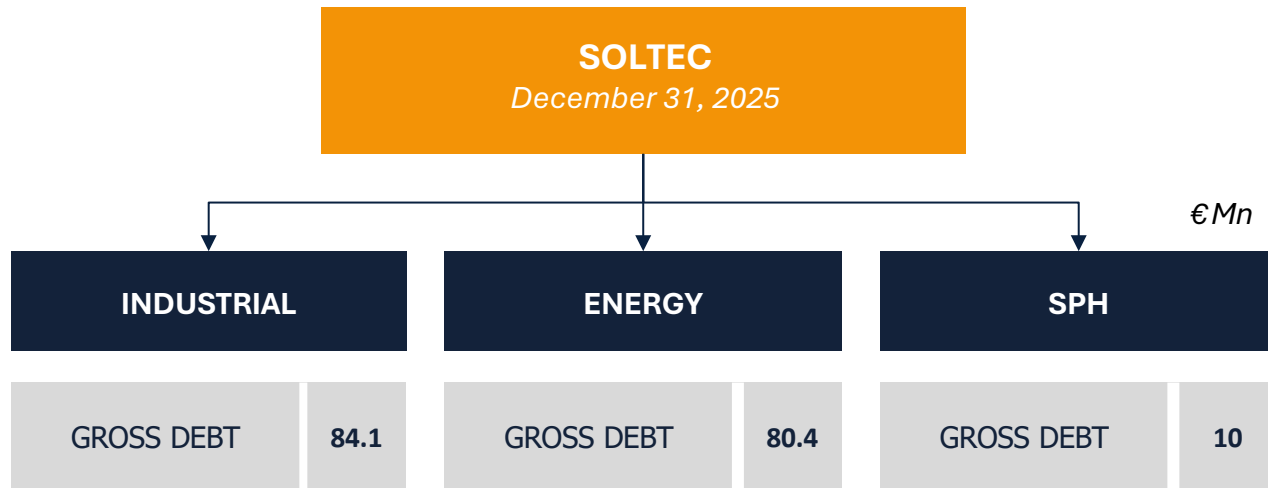 SOLTEC
December 31, 2025
€ Mn
INDUSTRIAL
ENERGY
SPH
GROSS DEBT 84.1
GROSS DEBT 80.4
GROSS DEBT 10